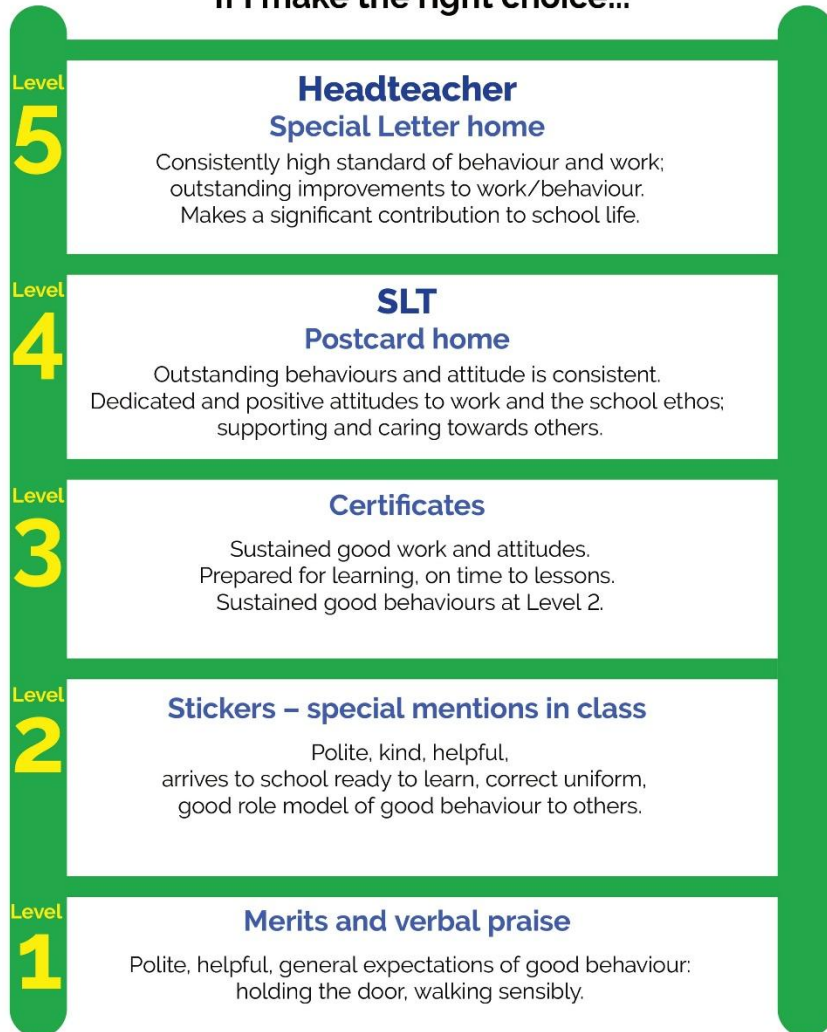 If I make the right choice...
Level
5
Headteacher
Special Letter home
Consistently high standard of behaviour and work;
outstanding improvements to work/behaviour.
Makes a significant contribution to school life.
Level
4
SLT
Postcard home
Outstanding behaviours and attitude is consistent.
Dedicated and positive attitudes to work and the school ethos;
supporting and caring towards others.
Level
3
Certificates
Sustained good work and attitudes.
Prepared for learning, on time to lessons.
Sustained good behaviours at Level 2.
Level
2
Stickers – special mentions in class
Polite, kind, helpful,
arrives to school ready to learn, correct uniform,
good role model of good behaviour to others.
Level
1
Merits and verbal praise
Polite, helpful, general expectations of good behaviour:
holding the door, walking sensibly.